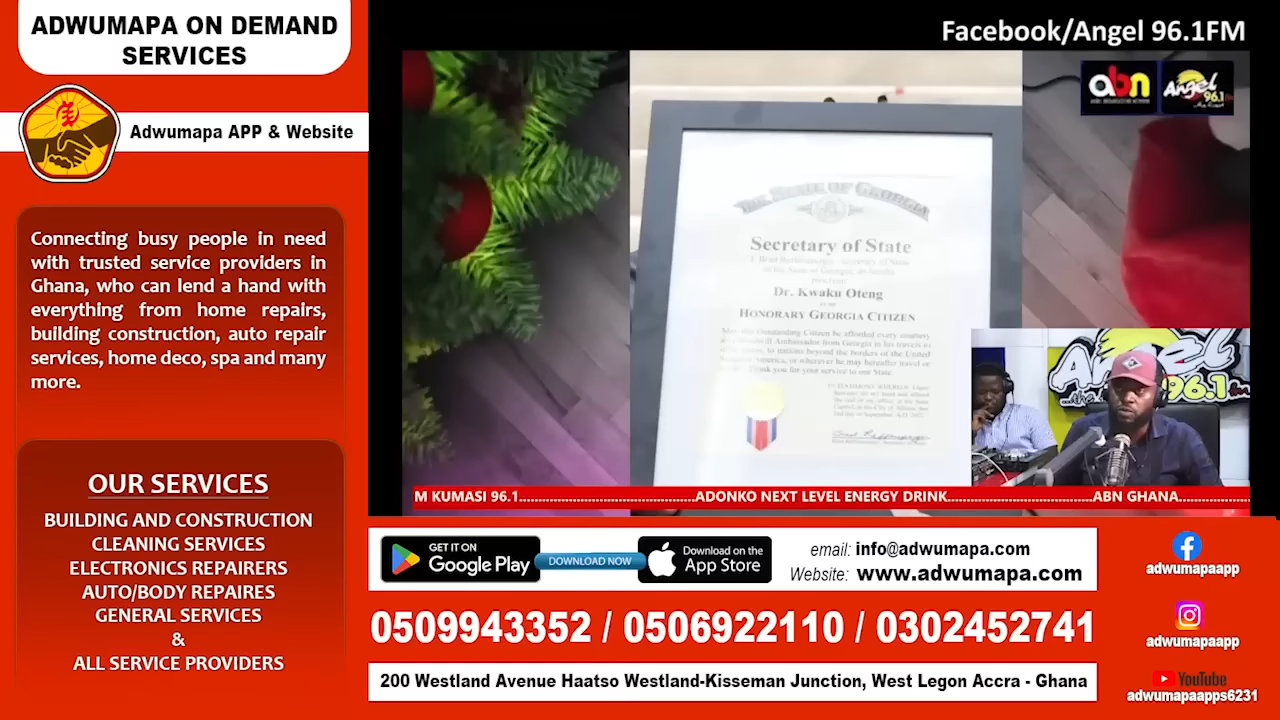 ADWUMAPA ON DEMAND
SERVICES
Adwumapa APP & Website
Connecting busy people in need
with trusted service providers in
Ghana, who can lend a hand with
everything from home repairs,
building construction, auto repair
services, home deco, spa and many
more.
OUR SERVICES
BUILDING AND CONSTRUCTION
CLEANING SERVICES
ELECTRONICS REPAIRERS
AUTO/BODY REPAIRES
GENERAL SERVICES
&
ALL SERVICE PROVIDERS
Facebook/Angel 96.1FM
abn
Angel
96.1
THE STATE OF GEORGIA
Secretary of State
Dr. Kwaku Oteng
HONORARY GEORGIA CITIZEN
Angel
96.1
M KUMASI 96.1...ADONKO NEXT LEVEL ENERGY DRINK...ABN GHANA...
GET IT ON
Google Play
DOWNLOAD NOW
Download on the
App Store
email: info@adwumapa.com
Website: www.adwumapa.com
0509943352 / 0506922110 / 0302452741
200 Westland Avenue Haatso Westland-Kisseman Junction, West Legon Accra - Ghana
adwumapaapp
adwumapaapp
YouTube
adwumapaapps6231